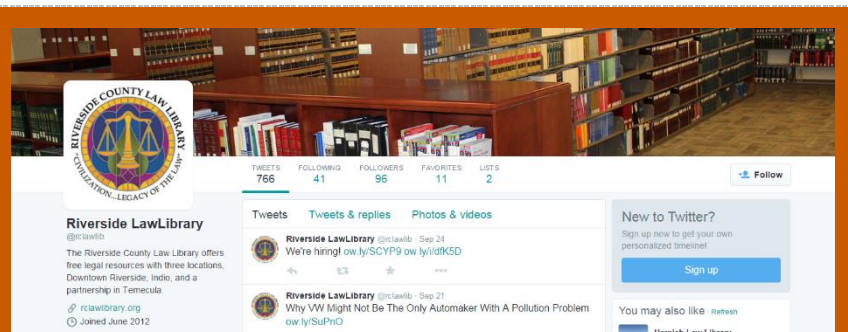 RIVERSIDE COUNTY LAW LIBRARY
"CIVILIZATION...LEGACY OF THE LAW"
TWEETS FOLLOWING FOLLOWERS FAVORITES LISTS
766 41 96 11 2
Follow
Riverside LawLibrary
@rclawlib
The Riverside County Law Library offers
free legal resources with three locations,
Downtown Riverside, Indio, and a
partnership in Temecula.
rclawlibrary.org
Joined June 2012
Tweets Tweets & replies Photos & videos
Riverside LawLibrary @rclawlib · Sep 24
We're hiring! ow.ly/SCYP9 ow.ly/i/dfK5D
Riverside LawLibrary @rclawlib · Sep 21
Why VW Might Not Be The Only Automaker With A Pollution Problem
ow.ly/SuPnO
New to Twitter?
Sign up now to get your own
personalized timeline!
Sign up
You may also like · Refresh